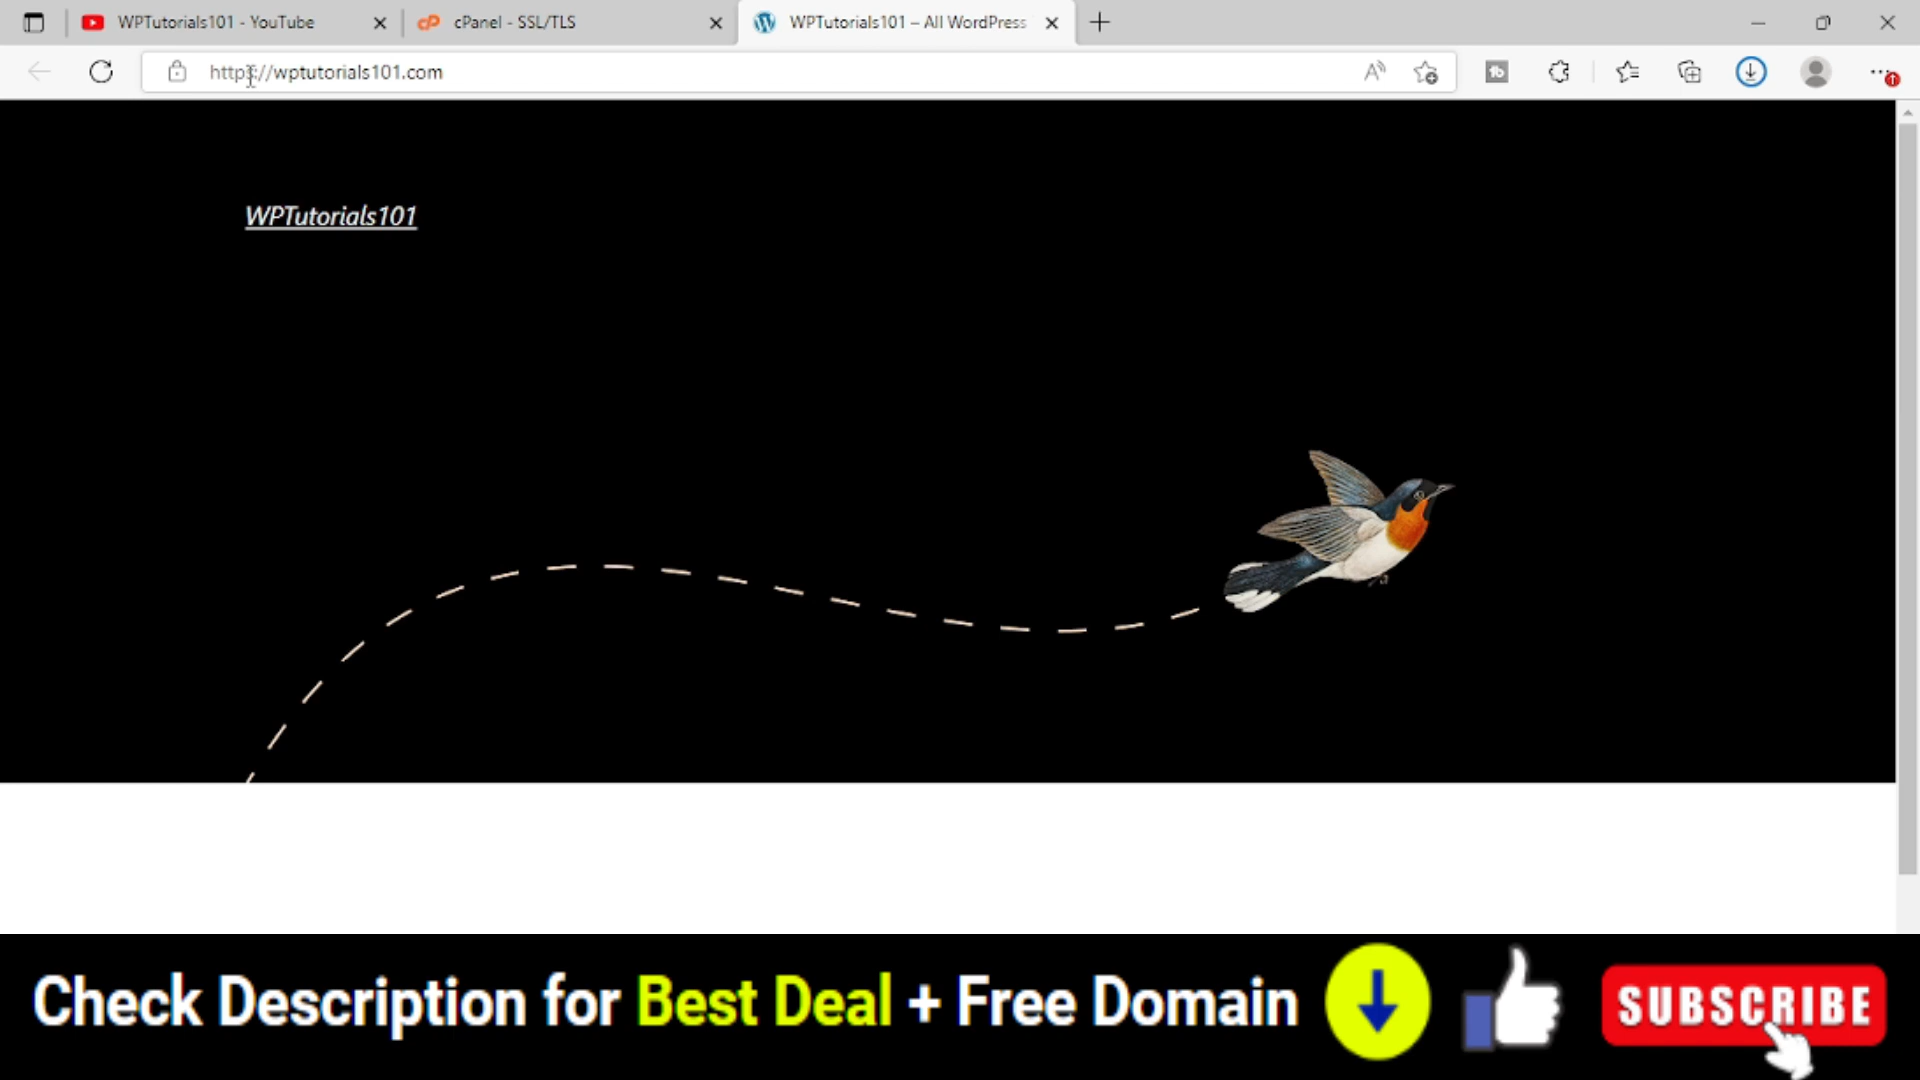 WPTutorials101 - YouTube
cPanel - SSL/TLS
WPTutorials101 – All WordPress
https://wptutorials101.com
WPTutorials101
Check Description for Best Deal + Free Domain
SUBSCRIBE